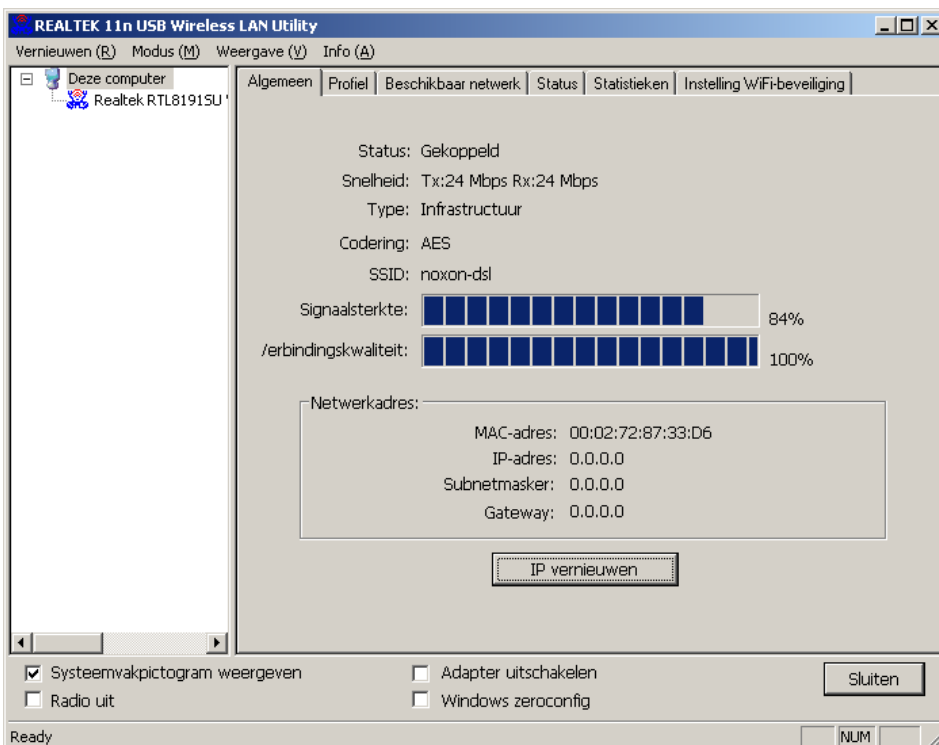 REALTEK 11n USB Wireless LAN Utility
Vernieuwen (R) Modus (M) Weergave (V) Info (A)
Deze computer
Realtek RTL8191SU
Algemeen Profiel Beschikbaar netwerk Status Statistieken Instelling WiFi-beveiliging
Status: Gekoppeld
Snelheid: Tx:24 Mbps Rx:24 Mbps
Type: Infrastructuur
Codering: AES
SSID: noxon-dsl
Signaalsterkte: 84%
/erbindingskwaliteit: 100%
Netwerkadres:
MAC-adres: 00:02:72:87:33:D6
IP-adres: 0.0.0.0
Subnetmasker: 0.0.0.0
Gateway: 0.0.0.0
IP vernieuwen
Systeemvakpictogram weergeven
Adapter uitschakelen
Radio uit
Windows zeroconfig
Sluiten
Ready
NUM